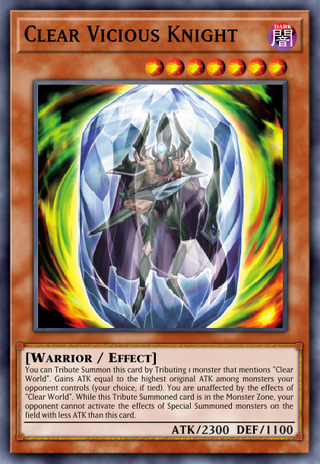 Clear Vicious Knight
DARK
闇
[Warrior / Effect]
You can Tribute Summon this card by Tributing 1 monster that mentions "Clear
World". Gains ATK equal to the highest original ATK among monsters your
opponent controls (your choice, if tied). You are unaffected by the effects of
"Clear World". While this Tribute Summoned card is in the Monster Zone, your
opponent cannot activate the effects of Special Summoned monsters on the
field with less ATK than this card.
ATK/2300 DEF/1100